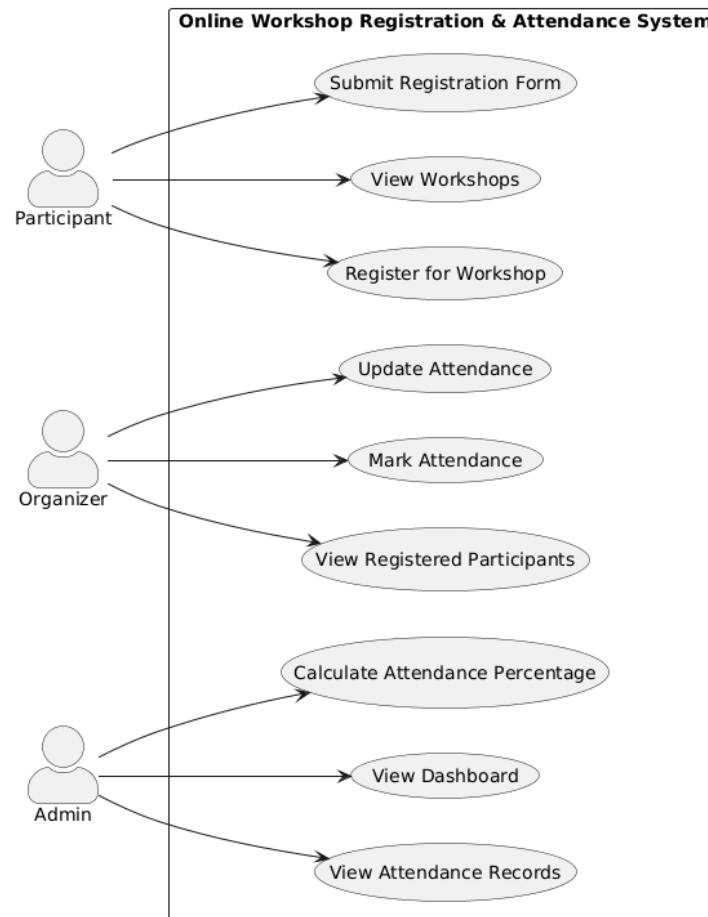 Online Workshop Registration & Attendance System
Submit Registration Form
View Workshops
Participant
Register for Workshop
Update Attendance
Mark Attendance
Organizer
View Registered Participants
Calculate Attendance Percentage
View Dashboard
Admin
View Attendance Records